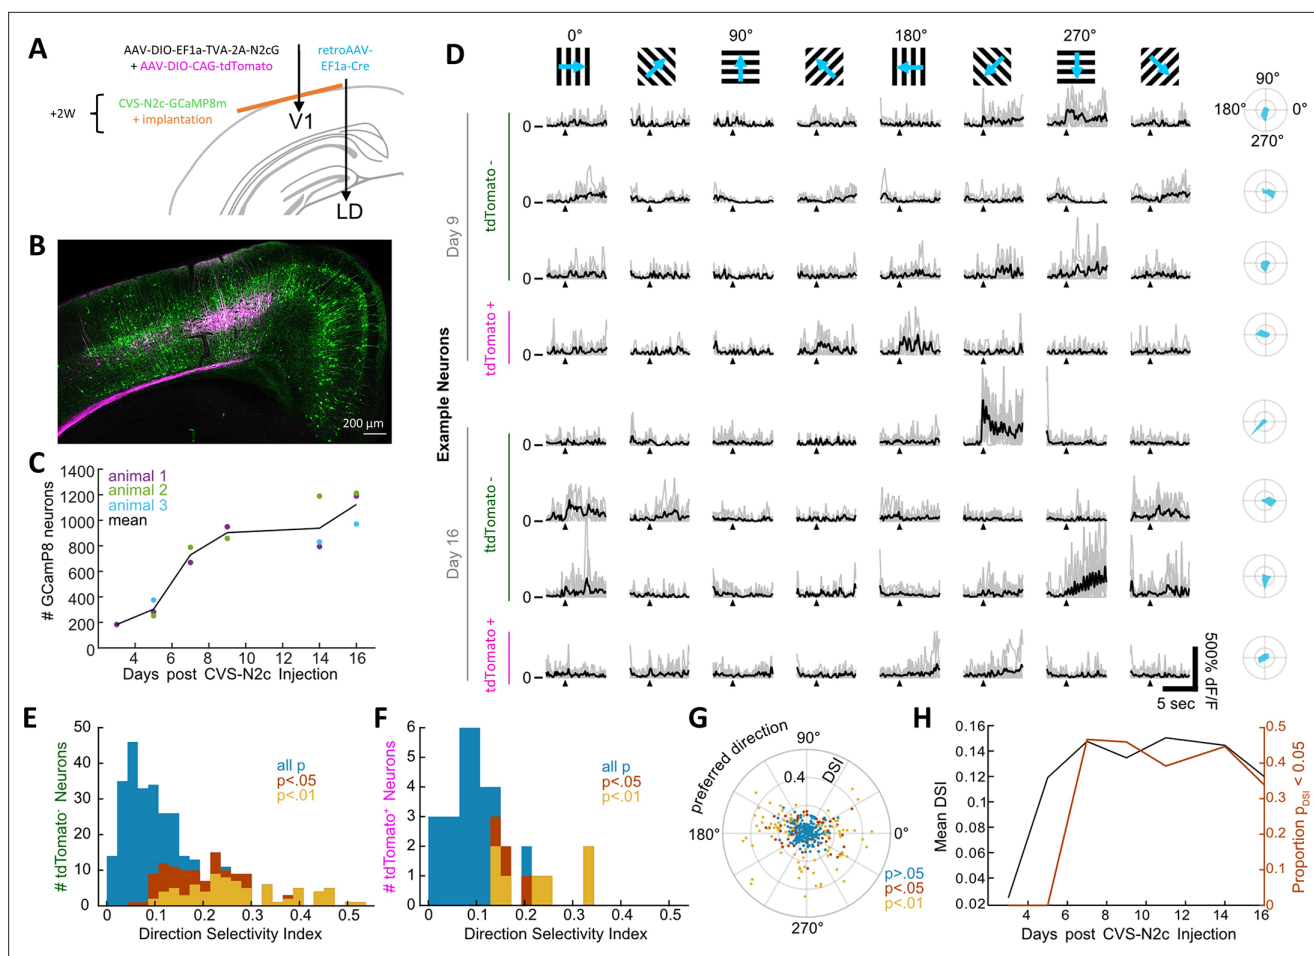 A
AAV-DIO-EF1a-TVA-2A-N2cG
+ AAV-DIO-CAG-tdTomato
retroAAV-
EF1a-Cre
+2W
CVS-N2c-GCaMP8m
+ implantation
V1
LD
B
200 µm
C
animal 1
animal 2
animal 3
mean
# GCamP8 neurons
1400
1200
1000
800
600
400
200
0
4 6 8 10 12 14 16
Days post CVS-N2c Injection
D
0° 90° 180° 270°
90°
180° 0°
270°
Example Neurons
Day 9
tdTomato -
tdTomato +
Day 16
ttdTomato -
tdTomato +
0
0
0
0
0
0
0
0
500% dF/F
5 sec
E
# tdTomato- Neurons
50
40
30
20
10
0
all p
p<.05
p<.01
0 0.1 0.2 0.3 0.4 0.5
Direction Selectivity Index
F
# tdTomato+ Neurons
6
5
4
3
2
1
0
all p
p<.05
p<.01
0 0.1 0.2 0.3 0.4 0.5
Direction Selectivity Index
G
preferred direction
90°
DSI
0.4
180° 0°
270°
p>.05
p<.05
p<.01
H
Mean DSI
0.16
0.14
0.12
0.1
0.08
0.06
0.04
0.02
4 6 8 10 12 14 16
Days post CVS-N2c Injection
0.5
0.4
0.3
0.2
0.1
0
Proportion pDSI < 0.05